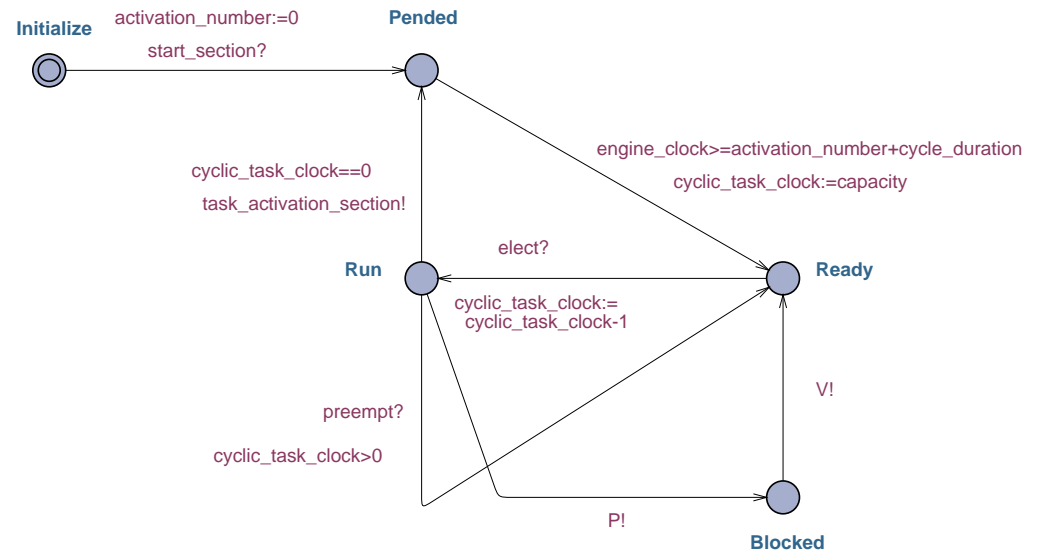 activation_number:=0
Pended
Initialize
start_section?
engine_clock>=activation_number+cycle_duration
cyclic_task_clock==0
cyclic_task_clock:=capacity
task_activation_section!
elect?
Run
Ready
cyclic_task_clock:=
cyclic_task_clock-1
V!
preempt?
cyclic_task_clock>0
P!
Blocked